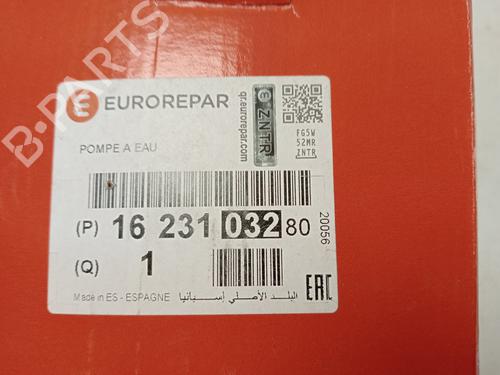 B-PARTS
EUROREPAR
qr.eurorepar.com
ZNTR
FG5W
52MR
ZNTR
POMPE A EAU
(P) 16 231 032 80
20056
(Q) 1
Made in ES - ESPAGNE البلد الأصلي إسبانيا
EAC